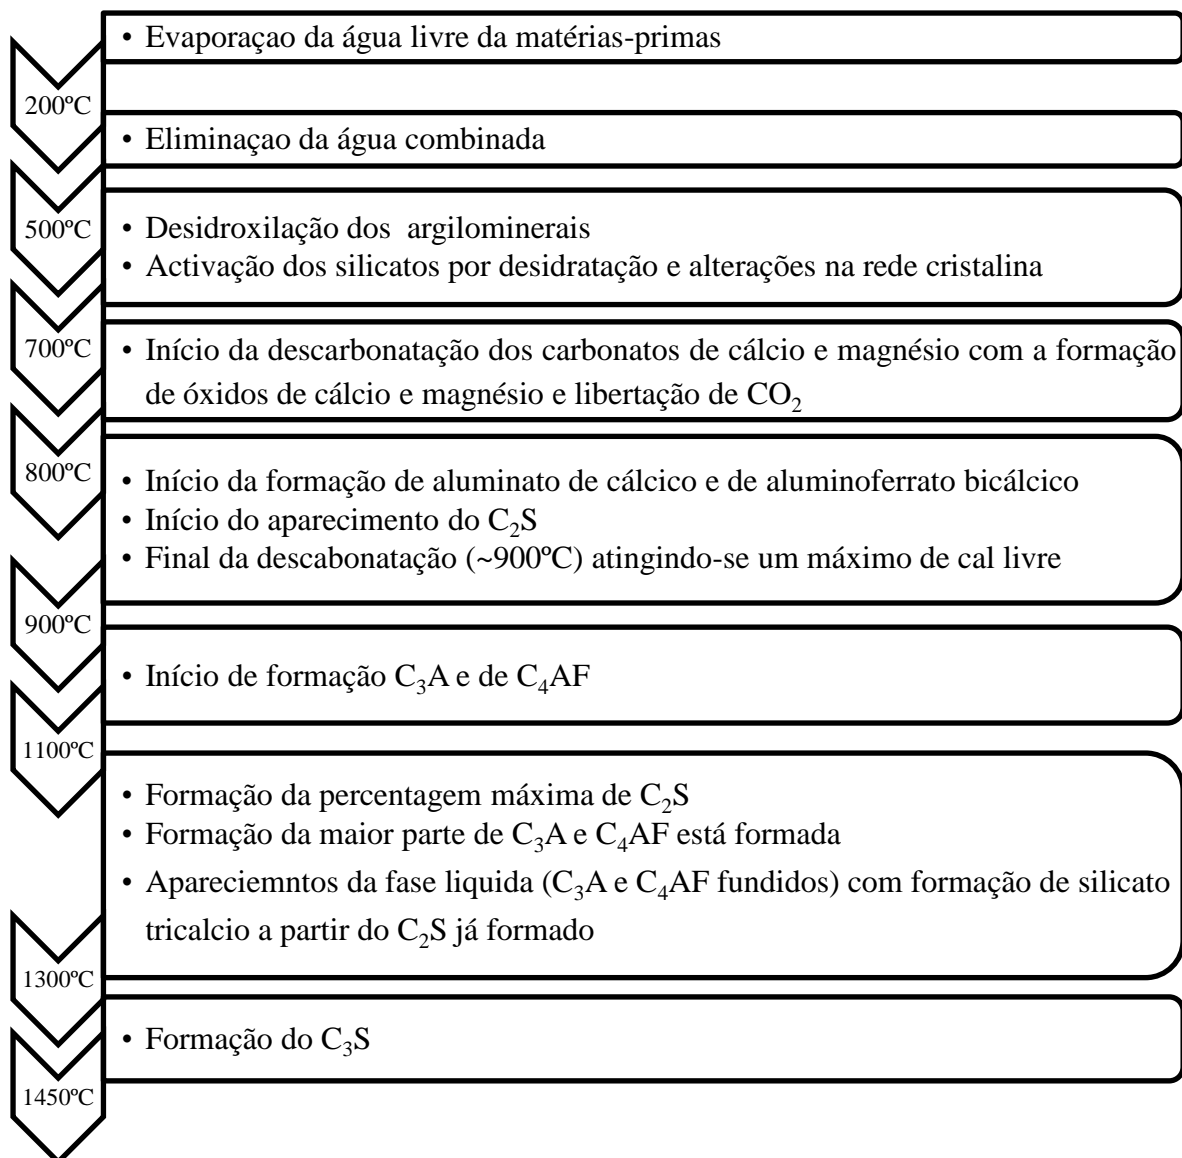 • Evaporaçao da água livre da matérias-primas
200ºC
• Eliminaçao da água combinada
500ºC
• Desidroxilação dos  argilominerais
• Activação dos silicatos por desidratação e alterações na rede cristalina
700ºC
• Início da descarbonatação dos carbonatos de cálcio e magnésio com a formação
de óxidos de cálcio e magnésio e libertação de CO₂
800ºC
• Início da formação de aluminato de cálcico e de aluminoferrato bicálcico
• Início do aparecimento do C₂S
• Final da descabonatação (~900ºC) atingindo-se um máximo de cal livre
900ºC
• Início de formação C₃A e de C₄AF
1100ºC
• Formação da percentagem máxima de C₂S
• Formação da maior parte de C₃A e C₄AF está formada
• Apareciemntos da fase liquida (C₃A e C₄AF fundidos) com formação de silicato
tricalcio a partir do C₂S já formado
1300ºC
• Formação do C₃S
1450ºC